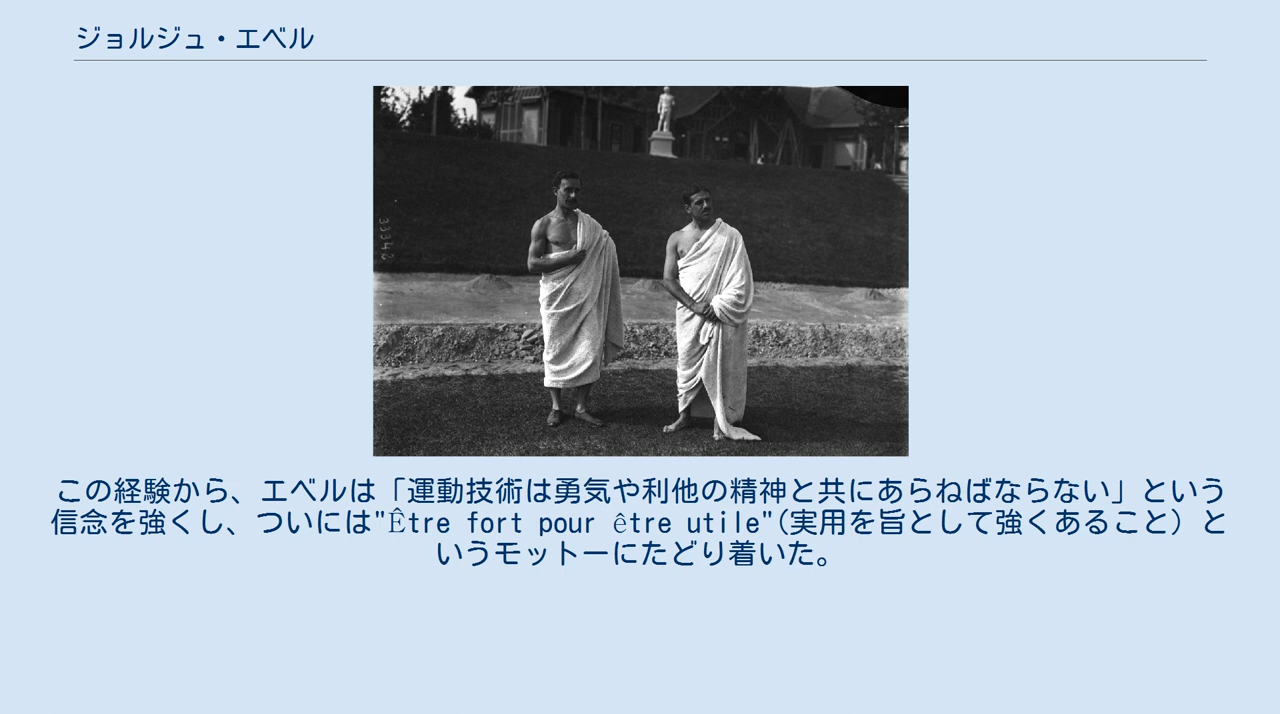 ジョルジュ・エベル
この経験から、エベルは「運動技術は勇気や利他の精神と共にあらねばならない」という
信念を強くし、ついには"Être fort pour être utile"(実用を旨として強くあること）と
いうモットーにたどり着いた。